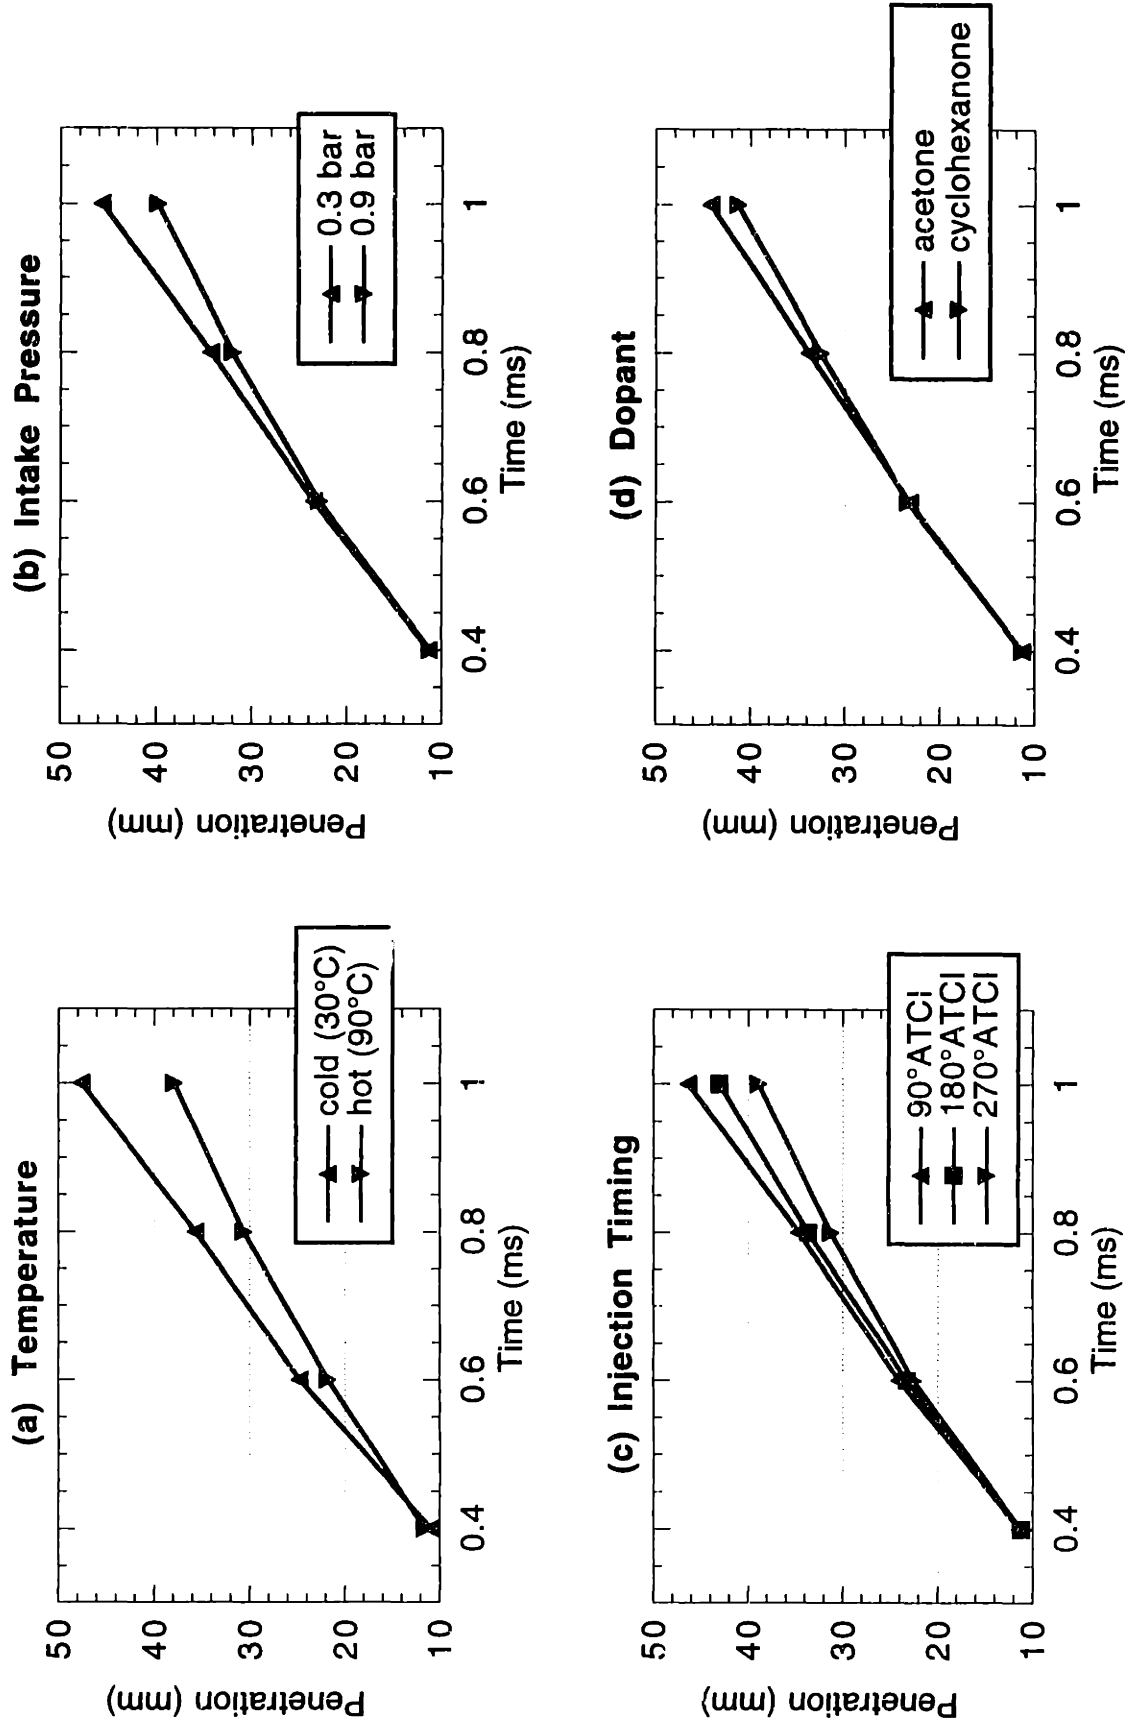 (a) Temperature
50
40
30
20
10
Penetration (mm)
0.4
0.6
0.8
1
Time (ms)
cold (30°C)
hot (90°C)
(b) Intake Pressure
50
40
30
20
10
Penetration (mm)
0.4
0.6
0.8
1
Time (ms)
0.3 bar
0.9 bar
(c) Injection Timing
50
40
30
20
10
Penetration (mm)
0.4
0.6
0.8
1
Time (ms)
90°ATCI
180°ATCI
270°ATCI
(d) Dopant
50
40
30
20
10
Penetration (mm)
0.4
0.6
0.8
1
Time (ms)
acetone
cyclohexanone